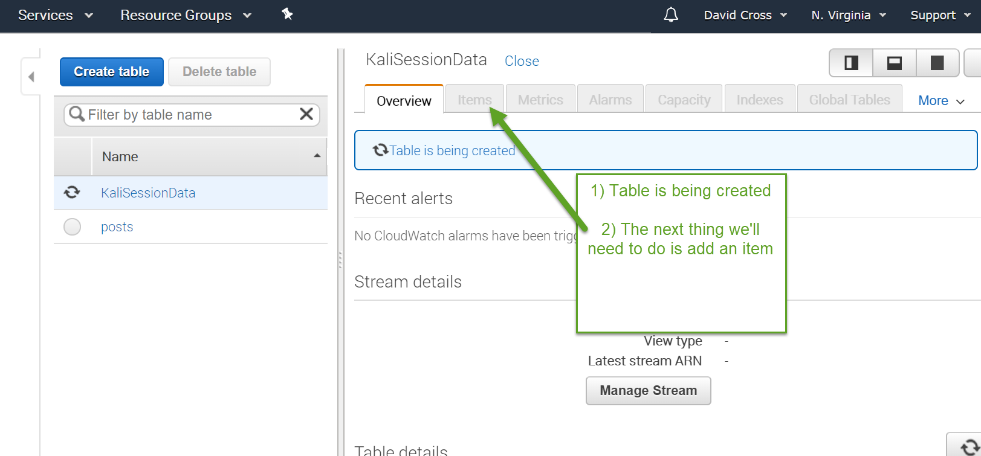 Services Resource Groups David Cross N. Virginia Support
Create table Delete table
Filter by table name
Name
KaliSessionData
posts
KaliSessionData Close
Overview Items Metrics Alarms Capacity Indexes Global Tables More
Table is being created
Recent alerts
No CloudWatch alarms have been trigg
1) Table is being created
2) The next thing we'll
need to do is add an item
Stream details
View type -
Latest stream ARN -
Manage Stream
Table details